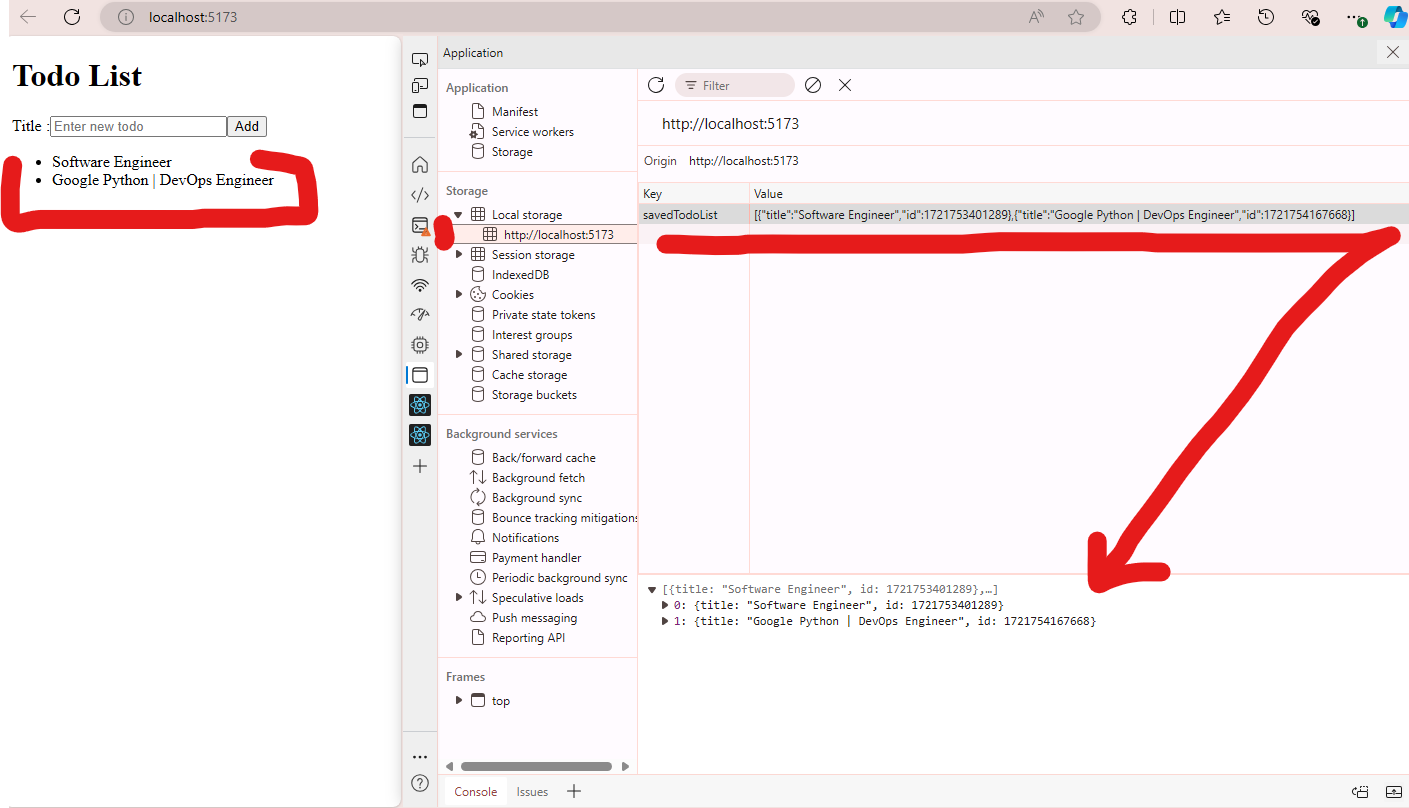 localhost:5173
Todo List
Title :
Enter new todo
Add
Software Engineer
Google Python | DevOps Engineer
Application
Application
Manifest
Service workers
Storage
Storage
Local storage
http://localhost:5173
Session storage
IndexedDB
Cookies
Private state tokens
Interest groups
Shared storage
Cache storage
Storage buckets
Background services
Back/forward cache
Background fetch
Background sync
Bounce tracking mitigations
Notifications
Payment handler
Periodic background sync
Speculative loads
Push messaging
Reporting API
Frames
top
Filter
http://localhost:5173
Origin http://localhost:5173
Key Value
savedTodoList [{"title":"Software Engineer","id":1721753401289},{"title":"Google Python | DevOps Engineer","id":1721754167668}]
[{title: "Software Engineer", id: 1721753401289},…]
0: {title: "Software Engineer", id: 1721753401289}
1: {title: "Google Python | DevOps Engineer", id: 1721754167668}
Console Issues